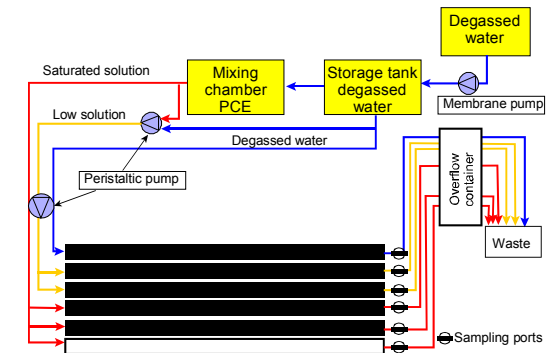 Degassed
water
Saturated solution
Mixing
chamber
PCE
Storage tank
degassed
water
Membrane pump
Low solution
Degassed water
Peristaltic pump
Overflow
container
Waste
Sampling ports